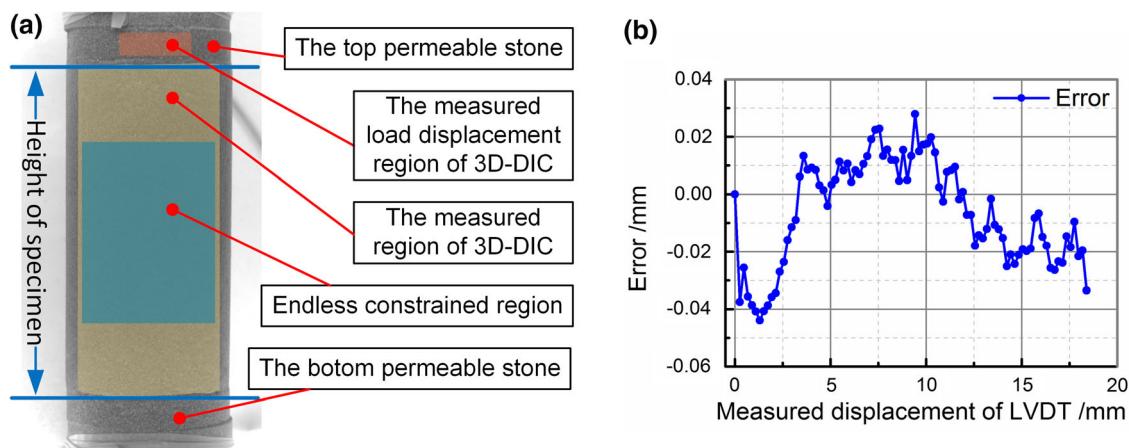 (a)
The top permeable stone
The measured
load displacement
region of 3D-DIC
The measured
region of 3D-DIC
Endless constrained region
The botom permeable stone
Height of specimen
(b)
Error
0.04
0.02
0.00
-0.02
-0.04
-0.06
Error /mm
0 5 10 15 20
Measured displacement of LVDT /mm